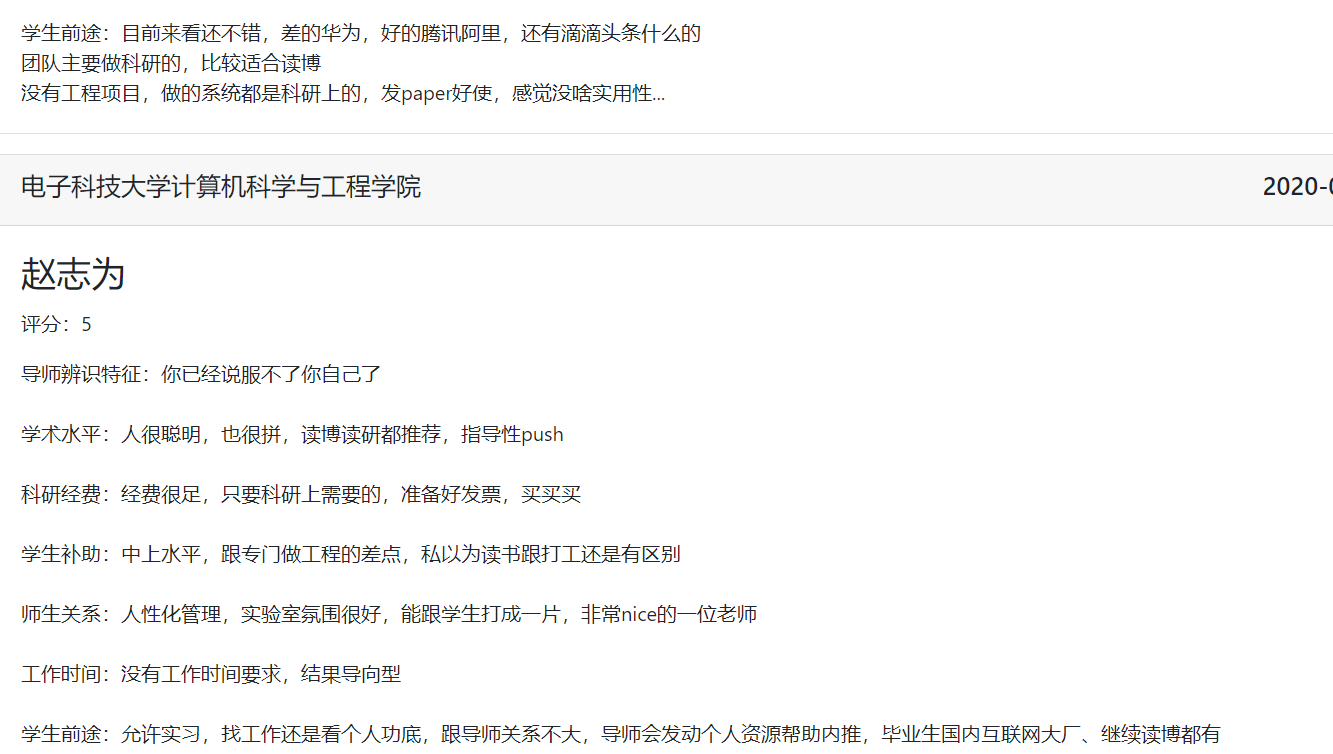 学生前途：目前来看还不错，差的华为，好的腾讯阿里，还有滴滴头条什么的
团队主要做科研的，比较适合读博
没有工程项目，做的系统都是科研上的，发paper好使，感觉没啥实用性...
电子科技大学计算机科学与工程学院
2020-0
赵志为
评分：5
导师辨识特征：你已经说服不了你自己了
学术水平：人很聪明，也很拼，读博读研都推荐，指导性push
科研经费：经费很足，只要科研上需要的，准备好发票，买买买
学生补助：中上水平，跟专门做工程的差点，私以为读书跟打工还是有区别
师生关系：人性化管理，实验室氛围很好，能跟学生打成一片，非常nice的一位老师
工作时间：没有工作时间要求，结果导向型
学生前途：允许实习，找工作还是看个人功底，跟导师关系不大，导师会发动个人资源帮助内推，毕业生国内互联网大厂、继续读博都有